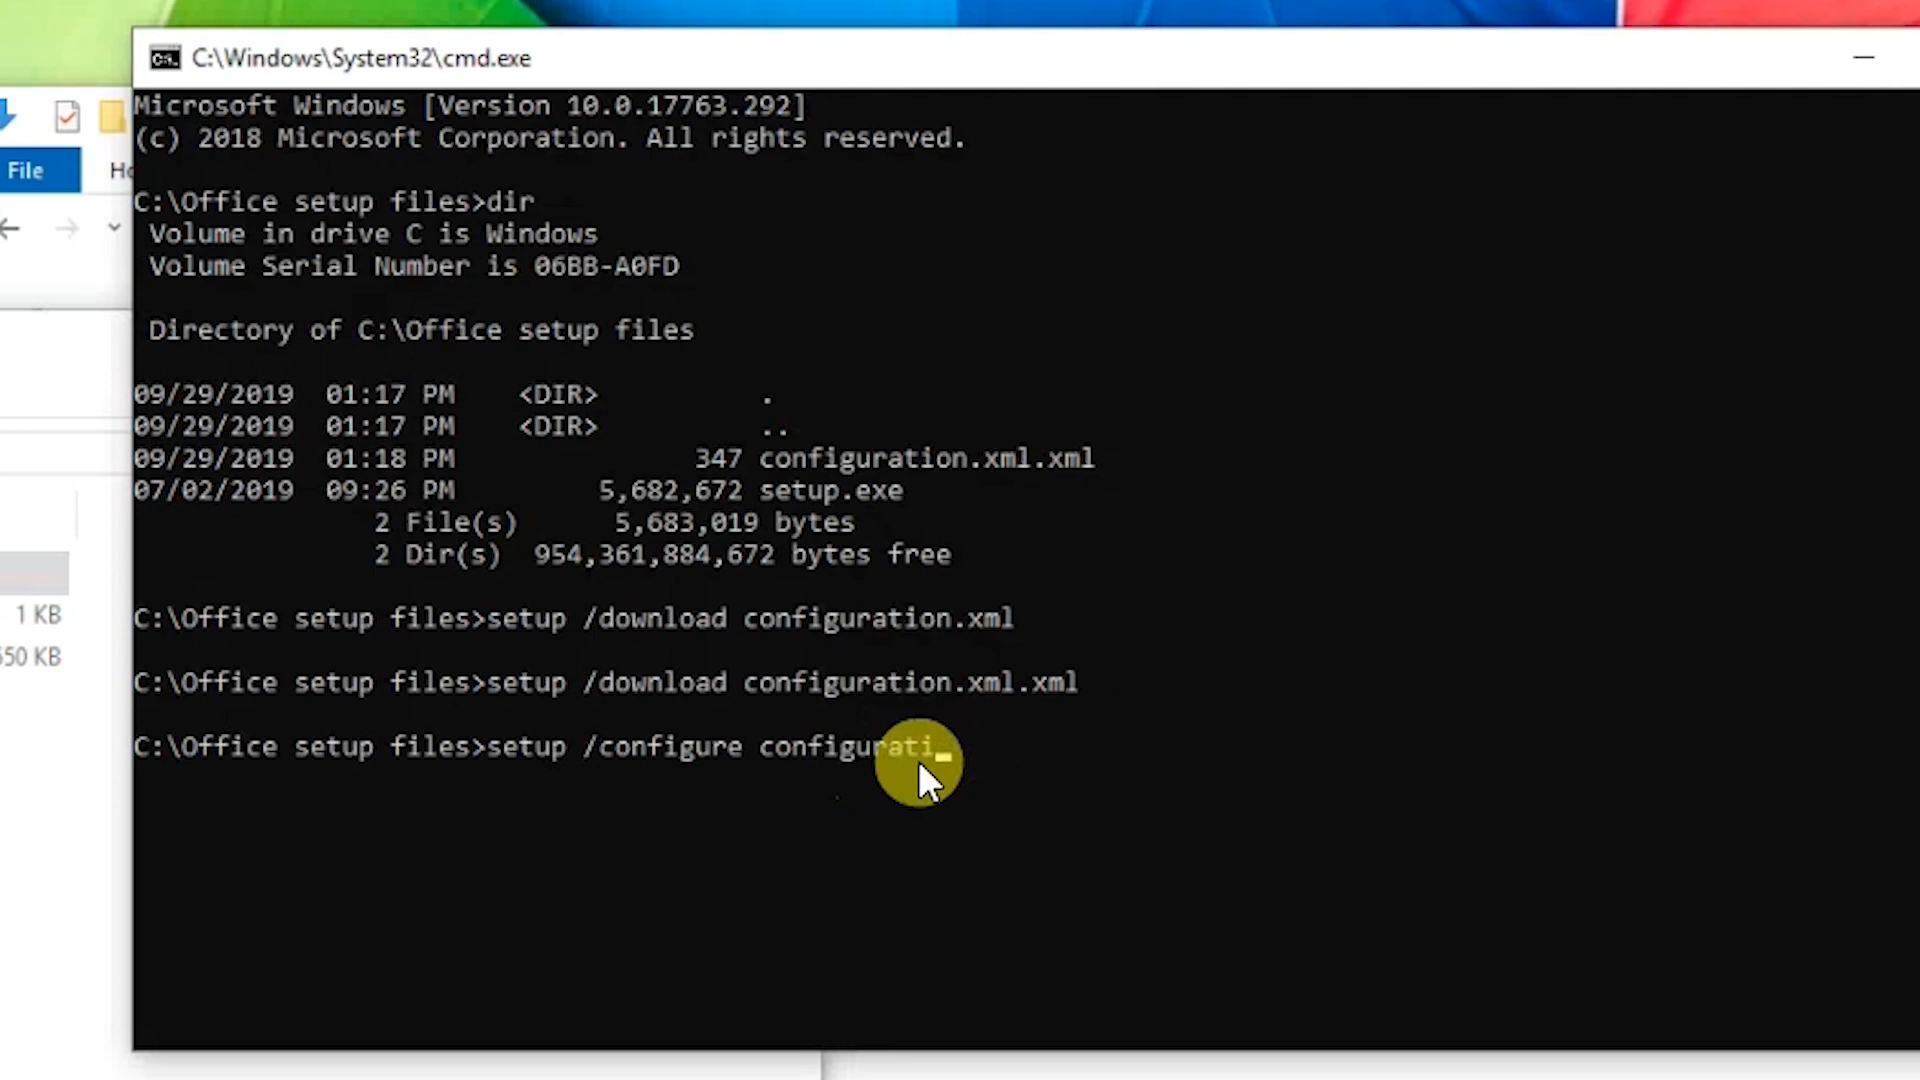 C:\Windows\System32\cmd.exe
Microsoft Windows [Version 10.0.17763.292]
(c) 2018 Microsoft Corporation. All rights reserved.
File
C:\Office setup files>dir
Volume in drive C is Windows
Volume Serial Number is 06BB-A0FD
Directory of C:\Office setup files
09/29/2019 01:17 PM <DIR> .
09/29/2019 01:17 PM <DIR> ..
09/29/2019 01:18 PM 347 configuration.xml.xml
07/02/2019 09:26 PM 5,682,672 setup.exe
2 File(s) 5,683,019 bytes
2 Dir(s) 954,361,884,672 bytes free
1 KB
C:\Office setup files>setup /download configuration.xml
50 KB
C:\Office setup files>setup /download configuration.xml.xml
C:\Office setup files>setup /configure configurati_